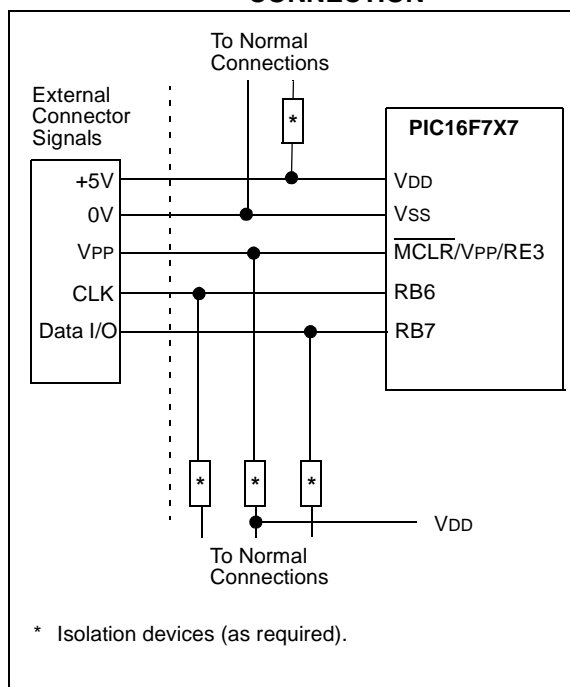 CONNECTION
To Normal
Connections
External
Connector
Signals
*
PIC16F7X7
+5V
VDD
0V
VSS
VPP
MCLR/VPP/RE3
CLK
RB6
Data I/O
RB7
* * *
VDD
To Normal
Connections
* Isolation devices (as required).